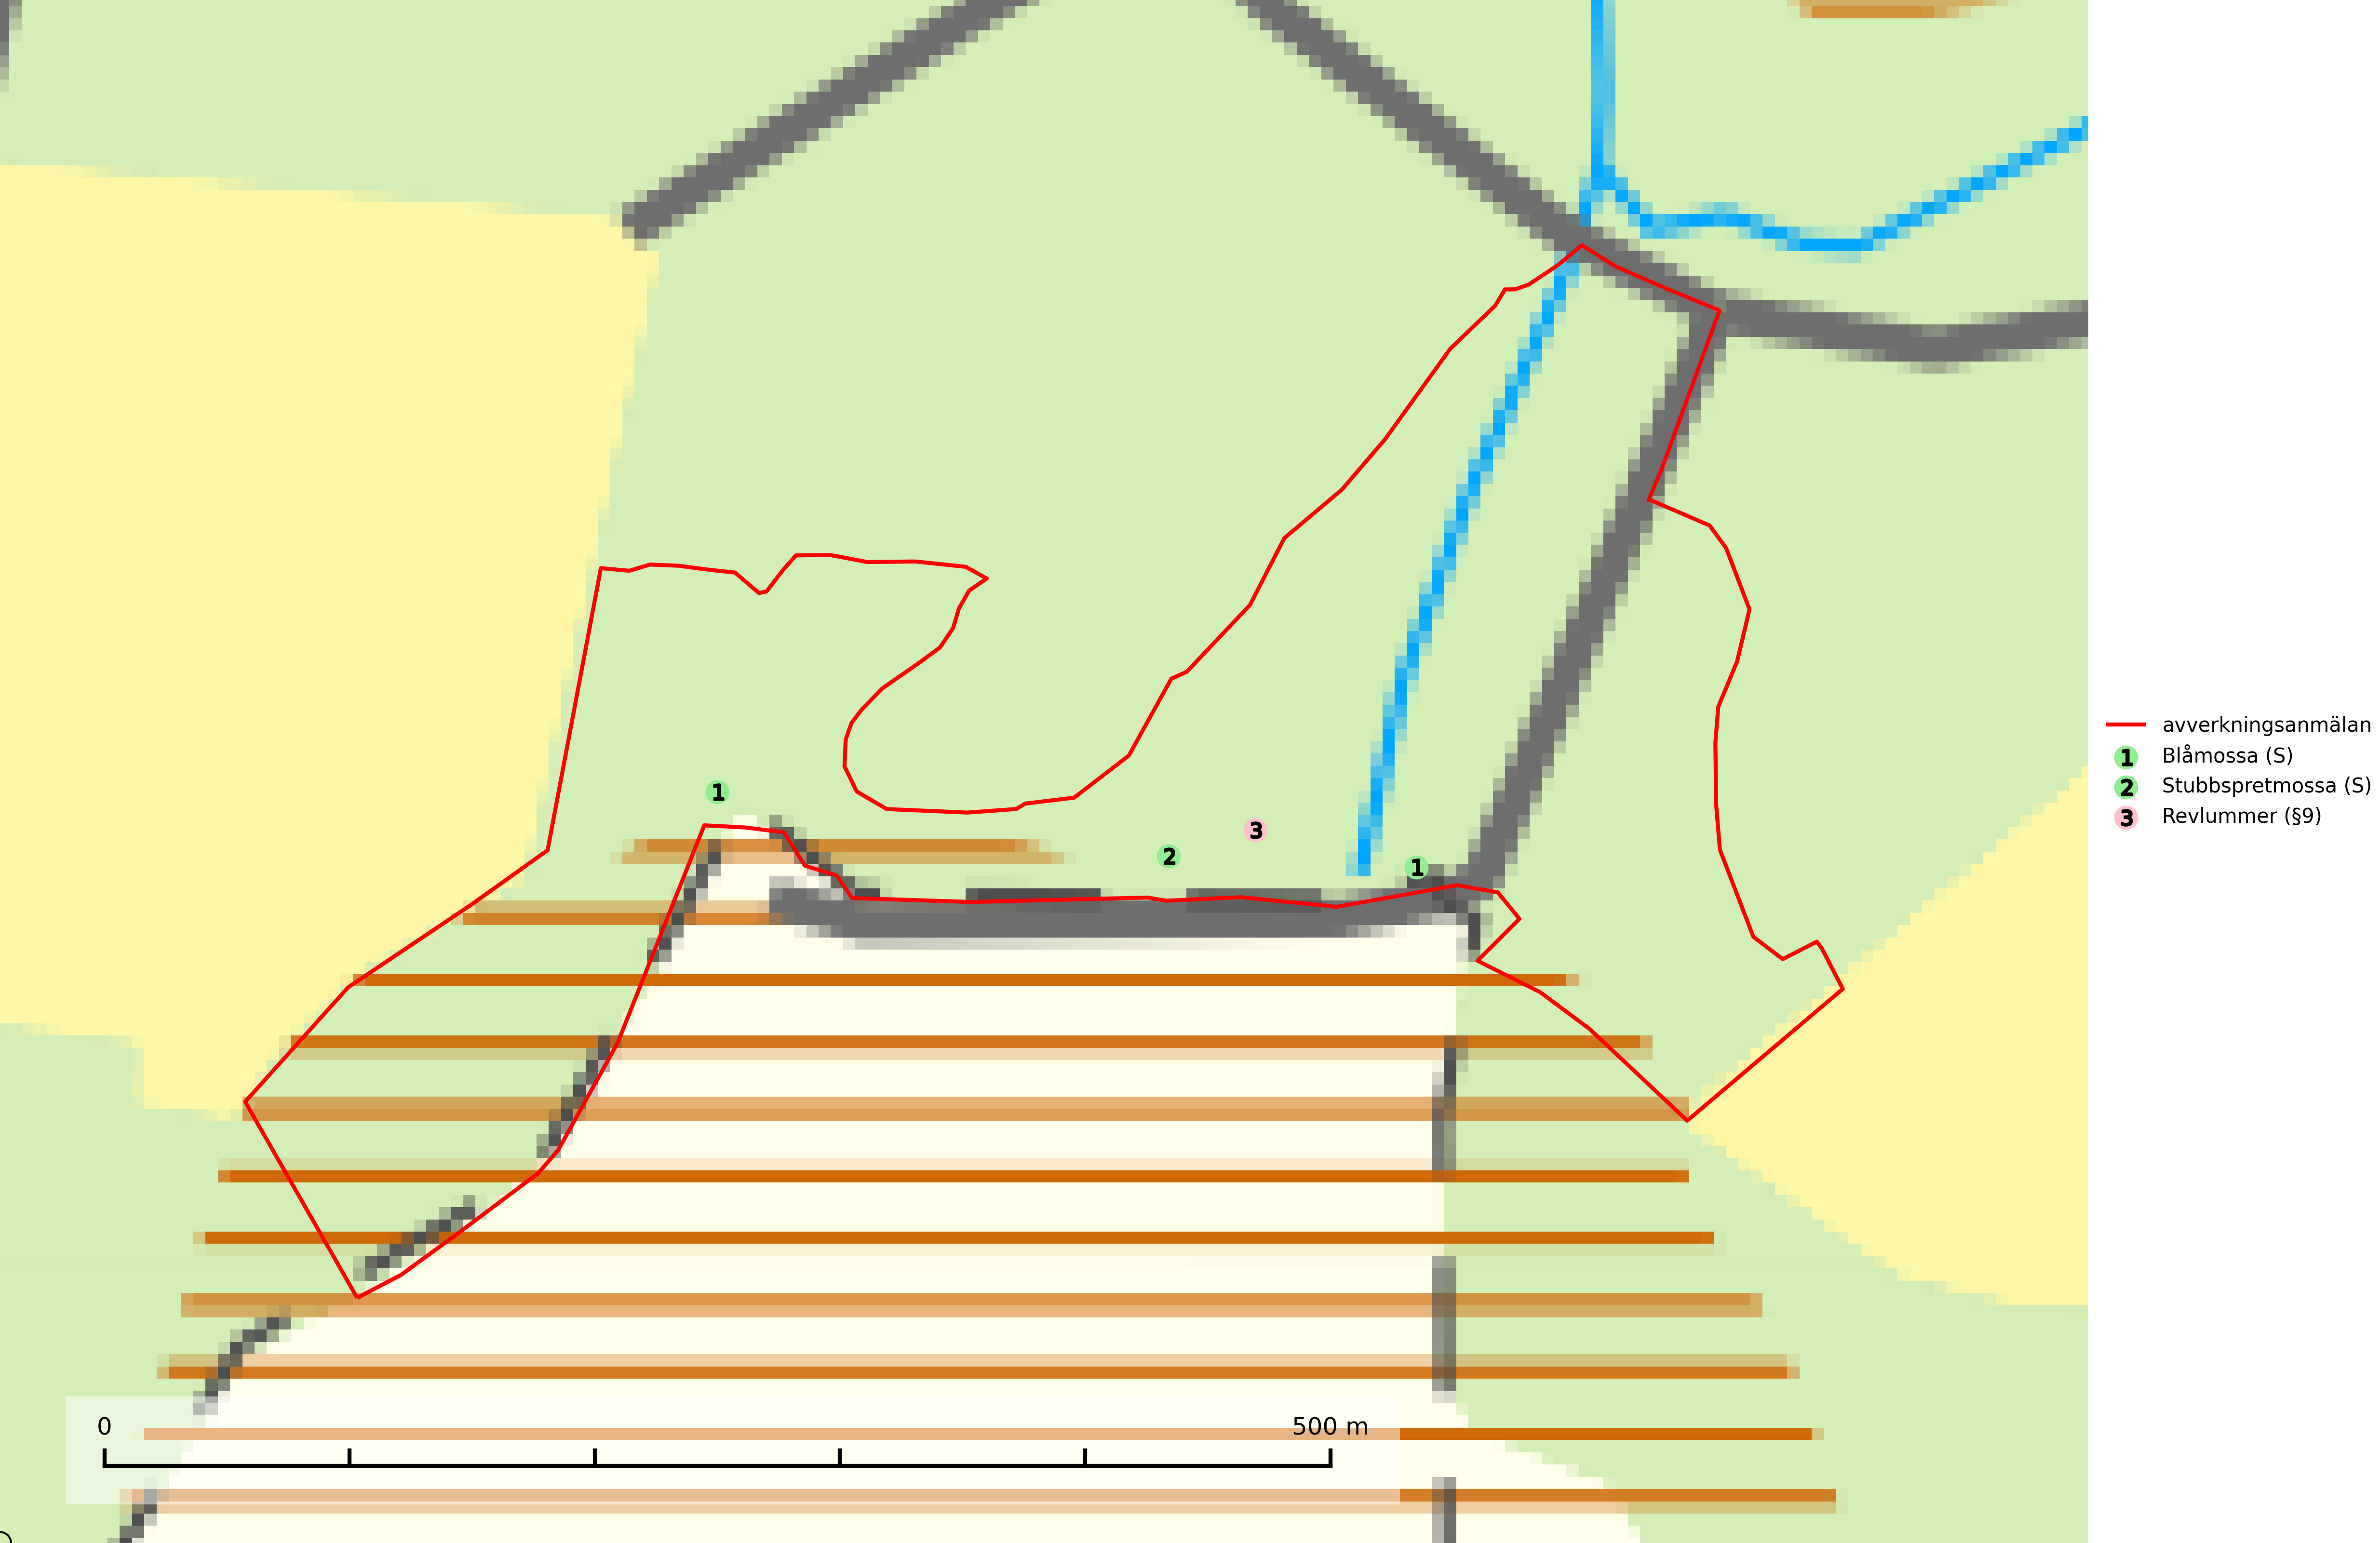 1
3
2
1
avverkningsanmälan
1 Blåmossa (S)
2 Stubbspretmossa (S)
3 Revlummer (§9)
0 500 m